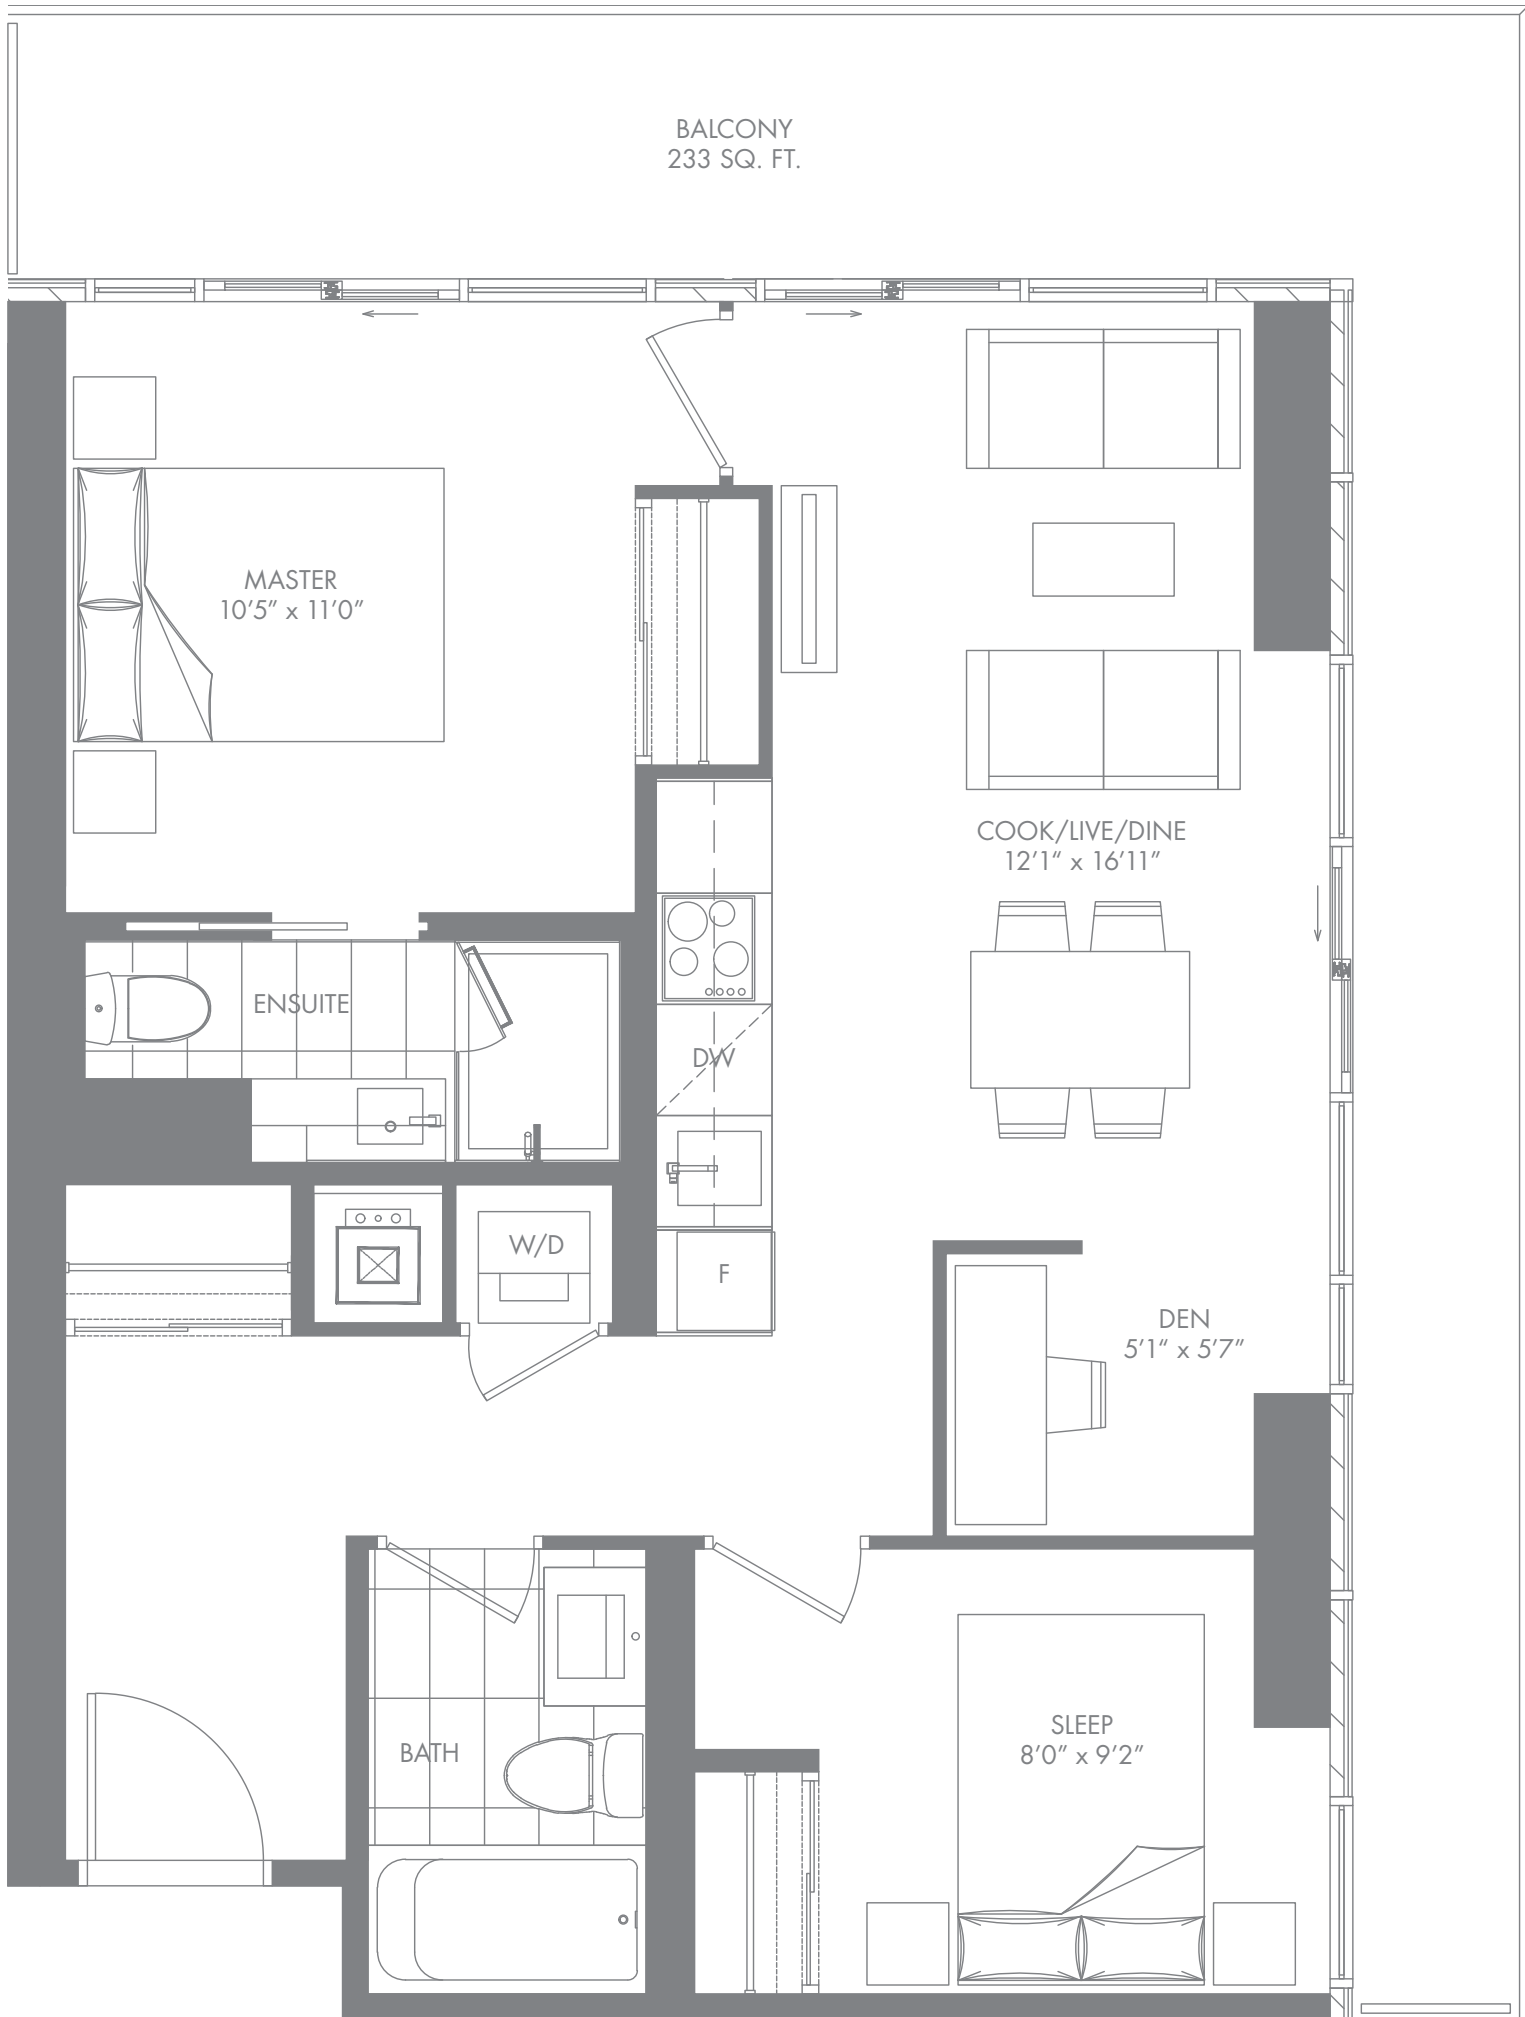 BALCONY
233 SQ. FT.
MASTER
10’5” x 11’0”
COOK/LIVE/DINE
12’1” x 16’11”
ENSUITE
DW
W/D
F
DEN
5’1” x 5’7”
BATH
SLEEP
8’0” x 9’2”